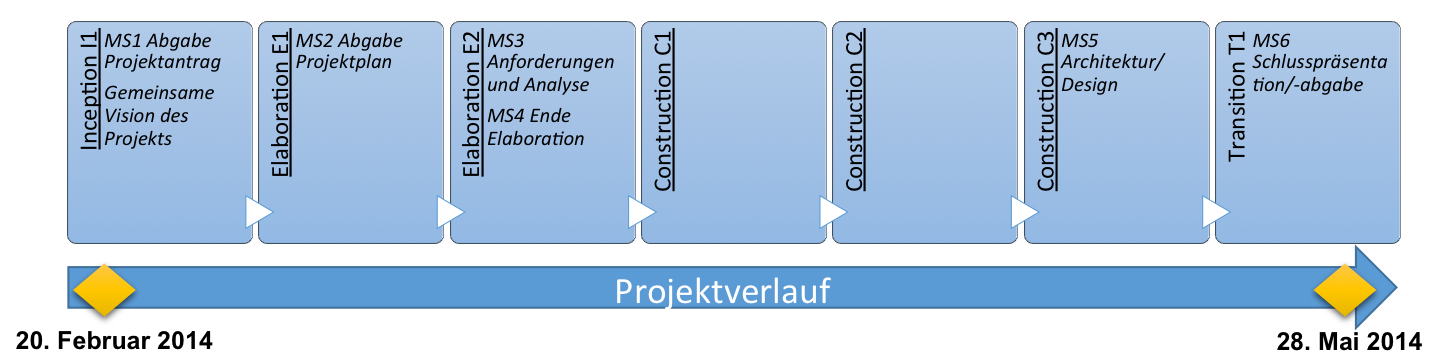 Inception I1
MS1 Abgabe
Projektantrag
Gemeinsame
Vision des
Projekts
Elaboration E1
MS2 Abgabe
Projektplan
Elaboration E2
MS3
Anforderungen
und Analyse
MS4 Ende
Elaboration
Construction C1
Construction C2
Construction C3
MS5
Architektur/
Design
Transition T1
MS6
Schlusspräsenta
tion/-abgabe
Projektverlauf
20. Februar 2014
28. Mai 2014